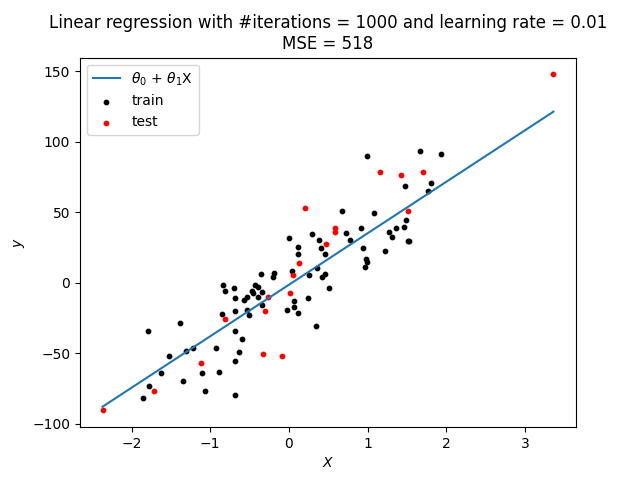 Linear regression with #iterations = 1000 and learning rate = 0.01
MSE = 518
θ₀ + θ₁X
train
test
150
100
50
0
−50
−100
y
−2
−1
0
1
2
3
X